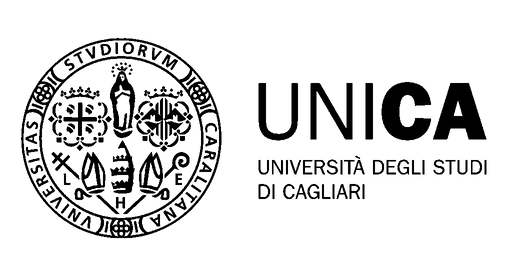 VNIVERSITAS STVDIORVM CARALITANA
L H E
UNICA
UNIVERSITÀ DEGLI STUDI
DI CAGLIARI